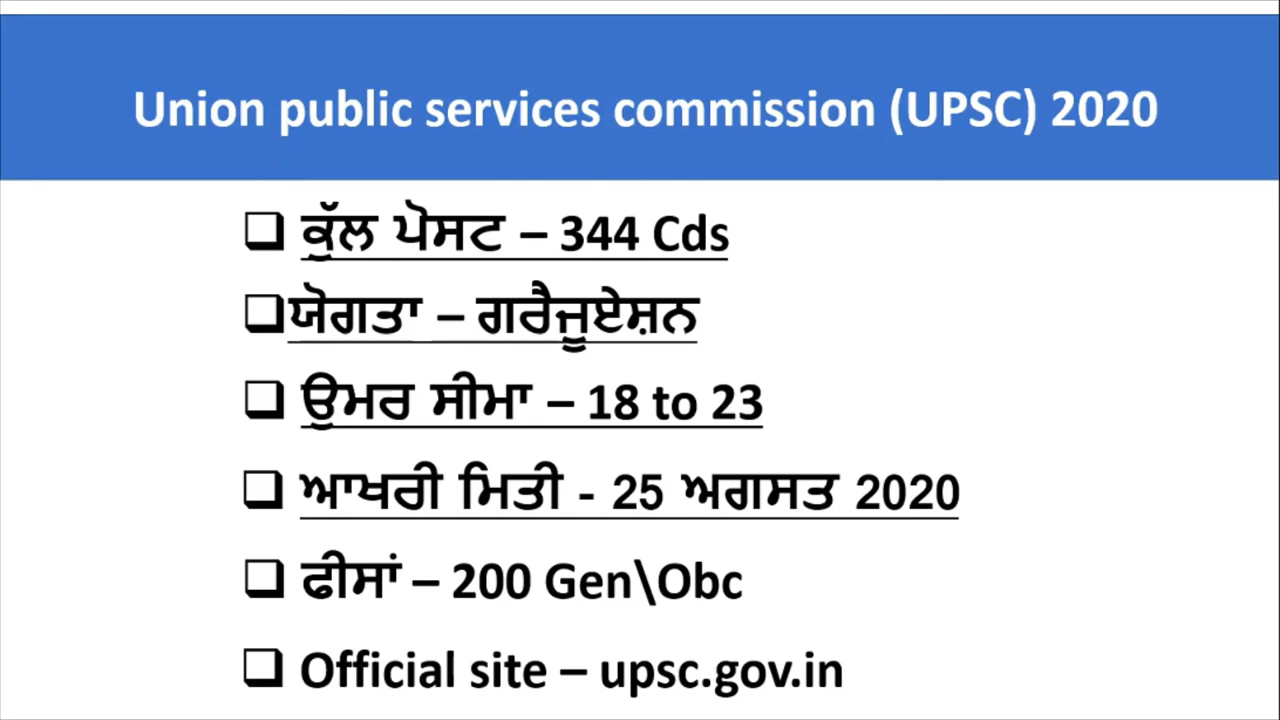 Union public services commission (UPSC) 2020
ਕੁੱਲ ਪੋਸਟ – 344 Cds
ਯੋਗਤਾ – ਗਰੈਜੂਏਸ਼ਨ
ਉਮਰ ਸੀਮਾ – 18 to 23
ਆਖਰੀ ਮਿਤੀ - 25 ਅਗਸਤ 2020
ਫੀਸਾਂ – 200 Gen\Obc
Official site – upsc.gov.in